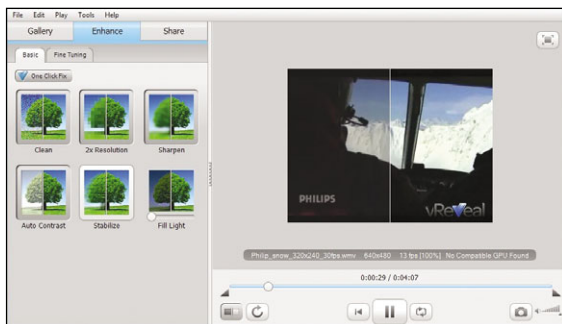 File Edit Play Tools Help
Gallery Enhance Share
Basic Fine Tuning
One Click Fix
Clean 2x Resolution Sharpen
Auto Contrast Stabilize Fill Light
PHILIPS vReveal
Philip_snow_320x240_30fps.wmv 640x480 13 fps [100%] No Compatible GPU Found
0:00:29 / 0:04:07